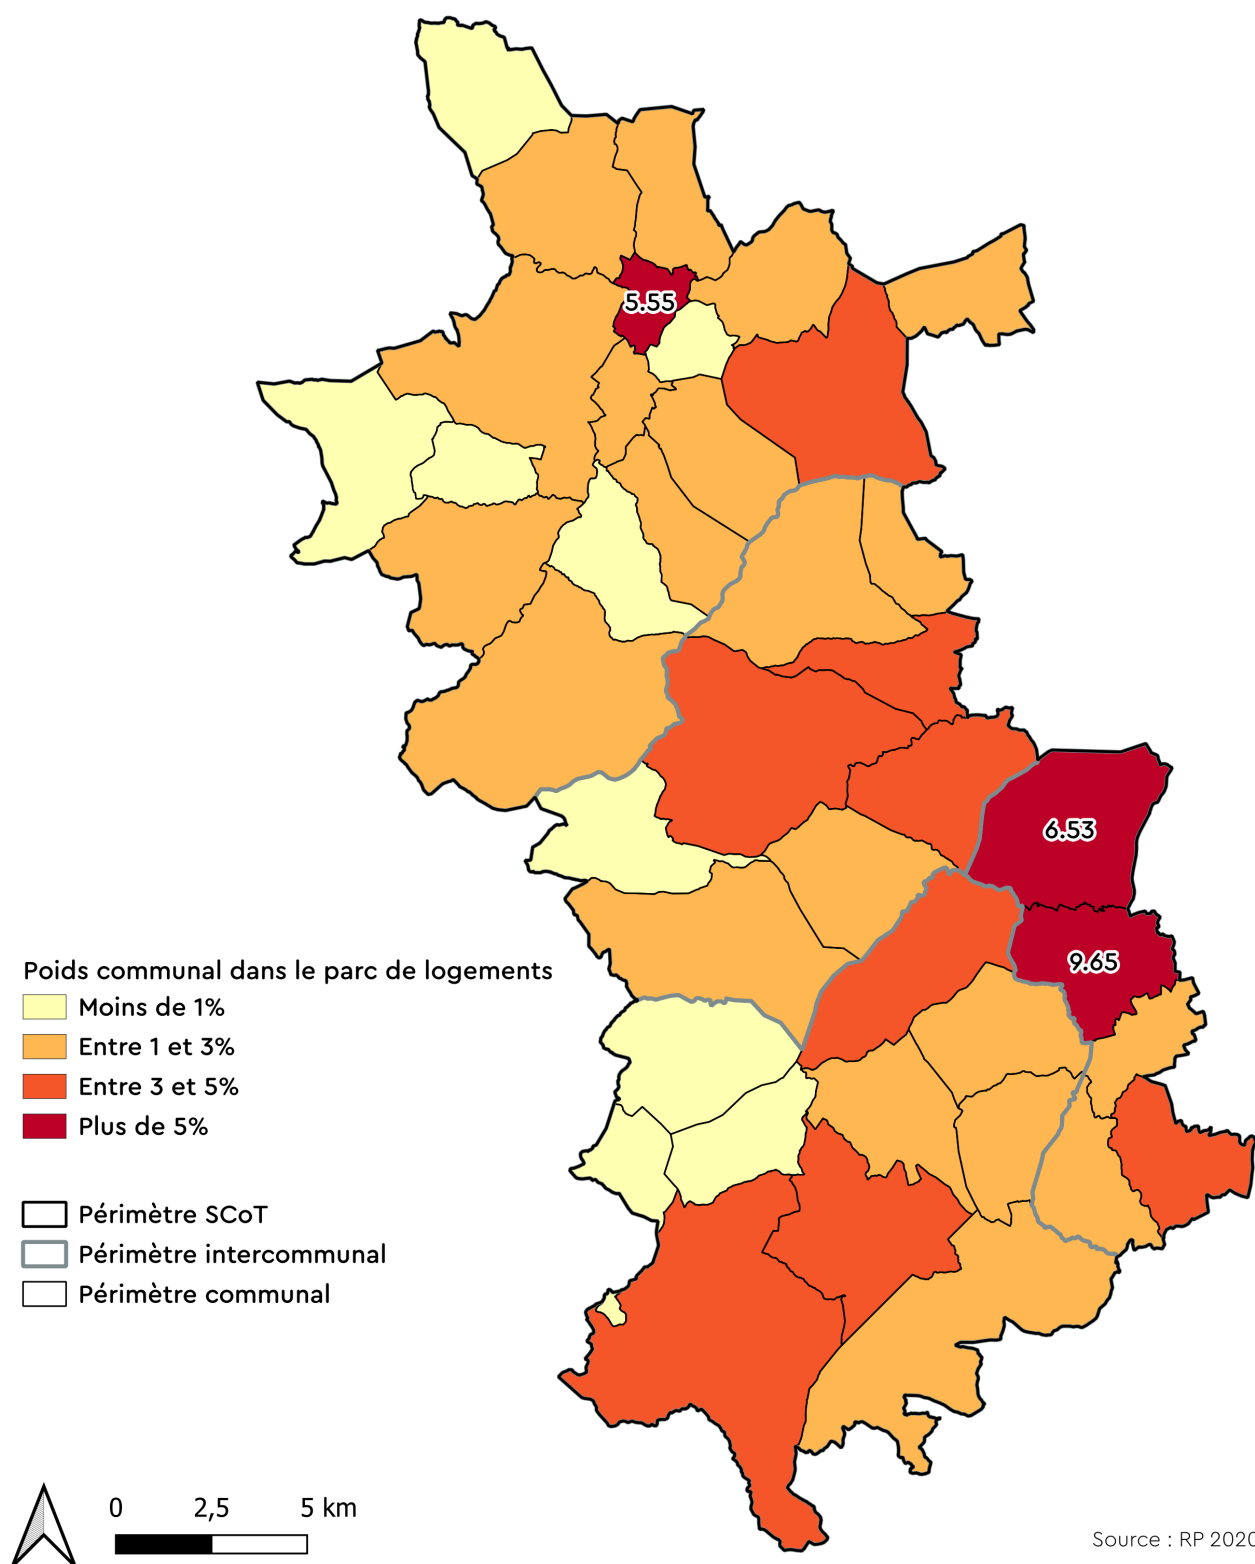 5.55
6.53
9.65
Poids communal dans le parc de logements
Moins de 1%
Entre 1 et 3%
Entre 3 et 5%
Plus de 5%
Périmètre SCoT
Périmètre intercommunal
Périmètre communal
0 2,5 5 km
Source : RP 2020